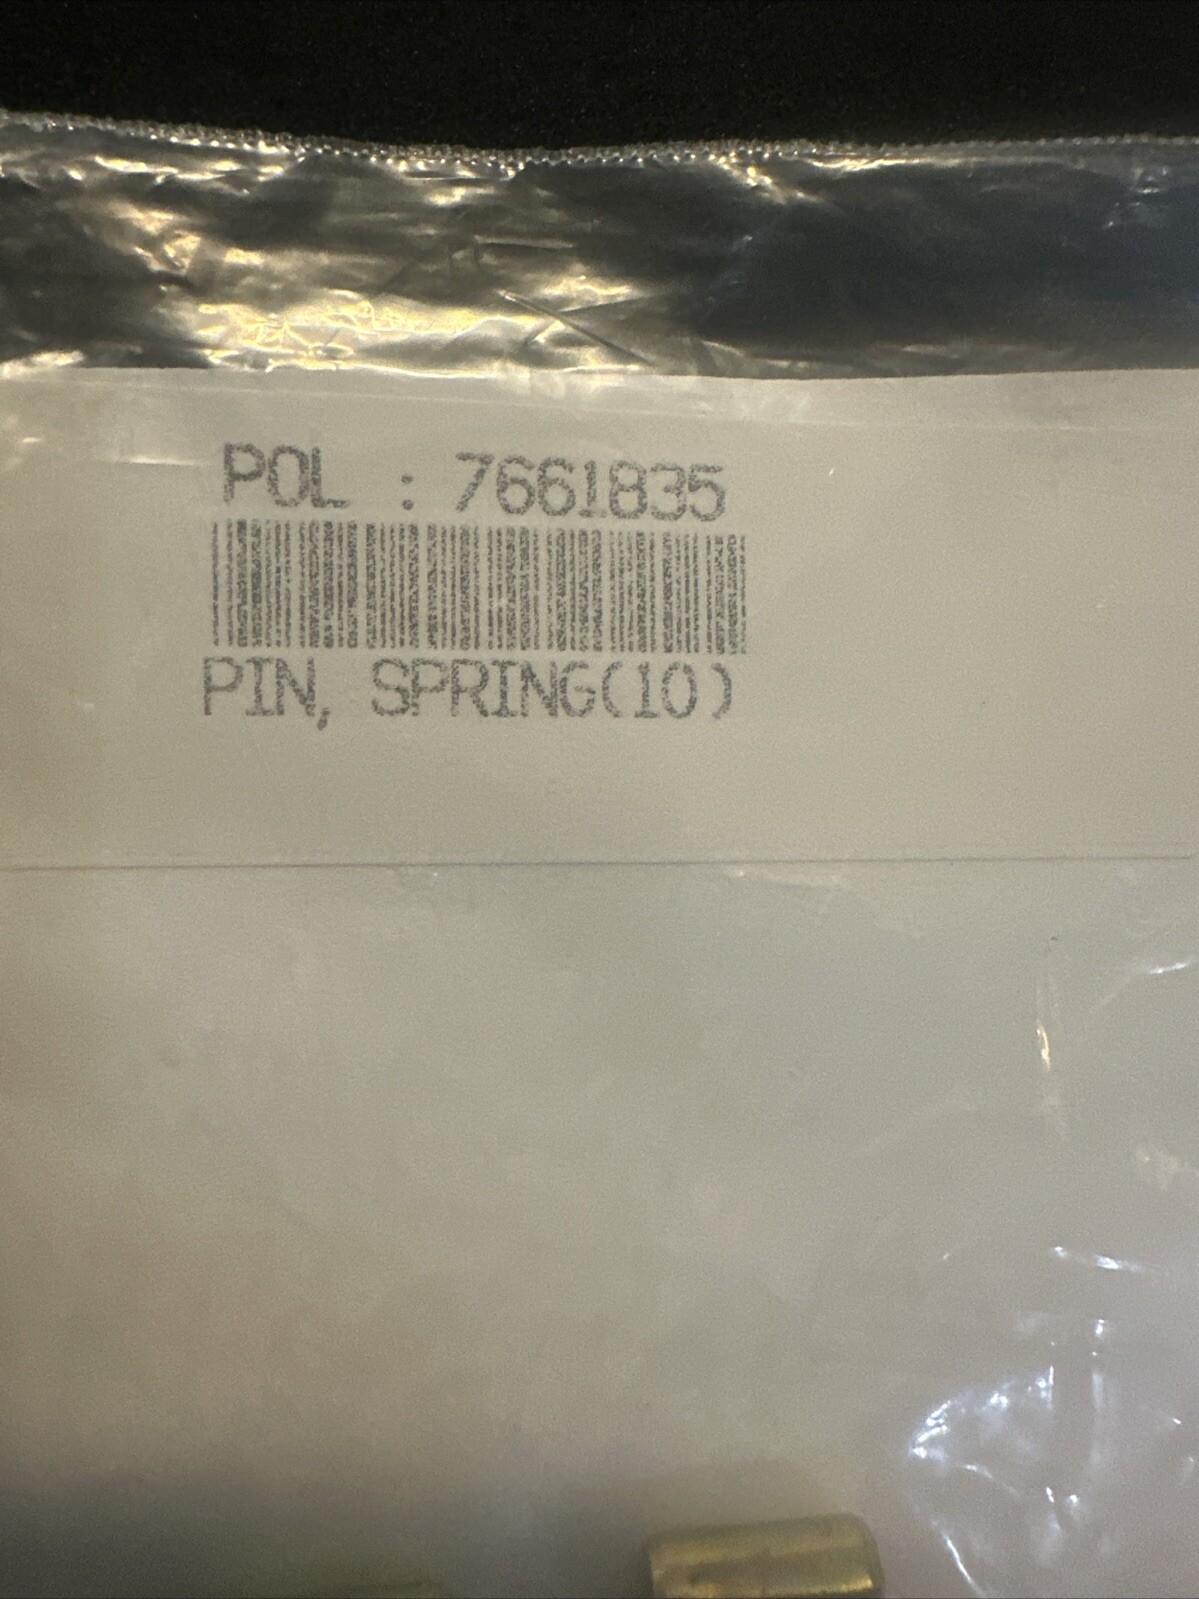 POL : 7661835
PIN, SPRING(10)